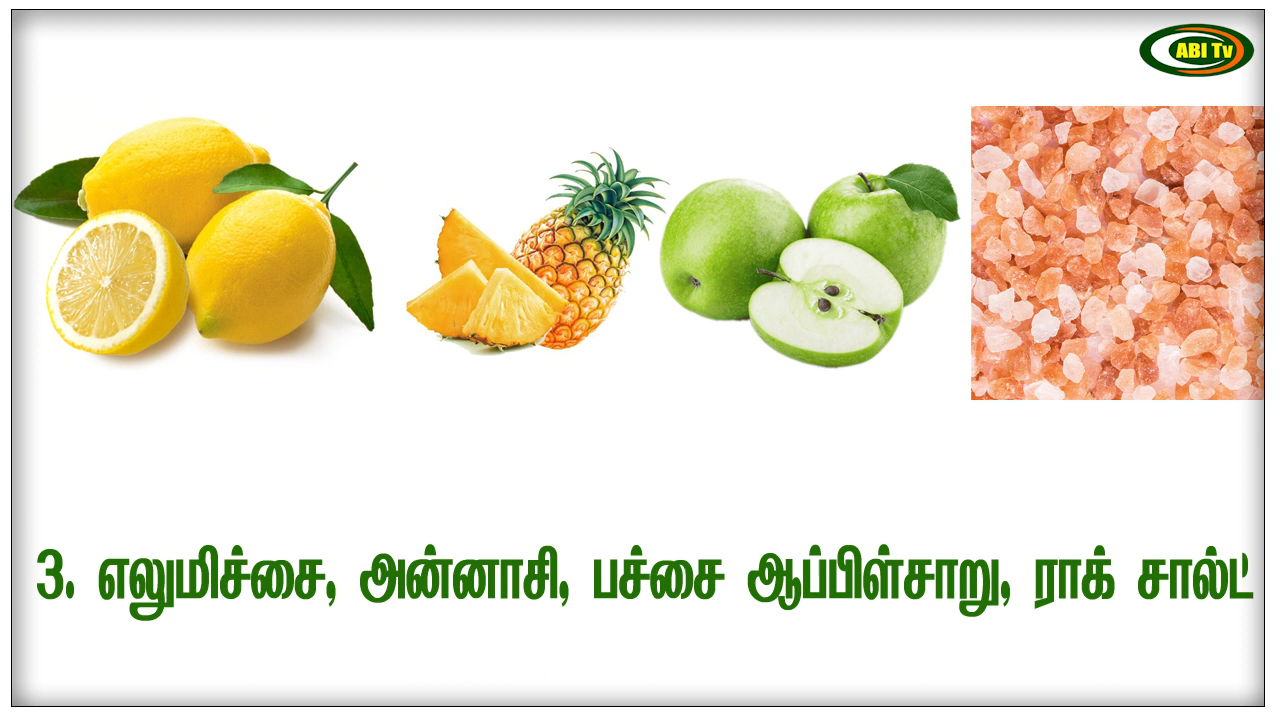 ABI Tv
3. எலுமிச்சை, அன்னாசி, பச்சை ஆப்பிள்சாறு, ராக் சால்ட்